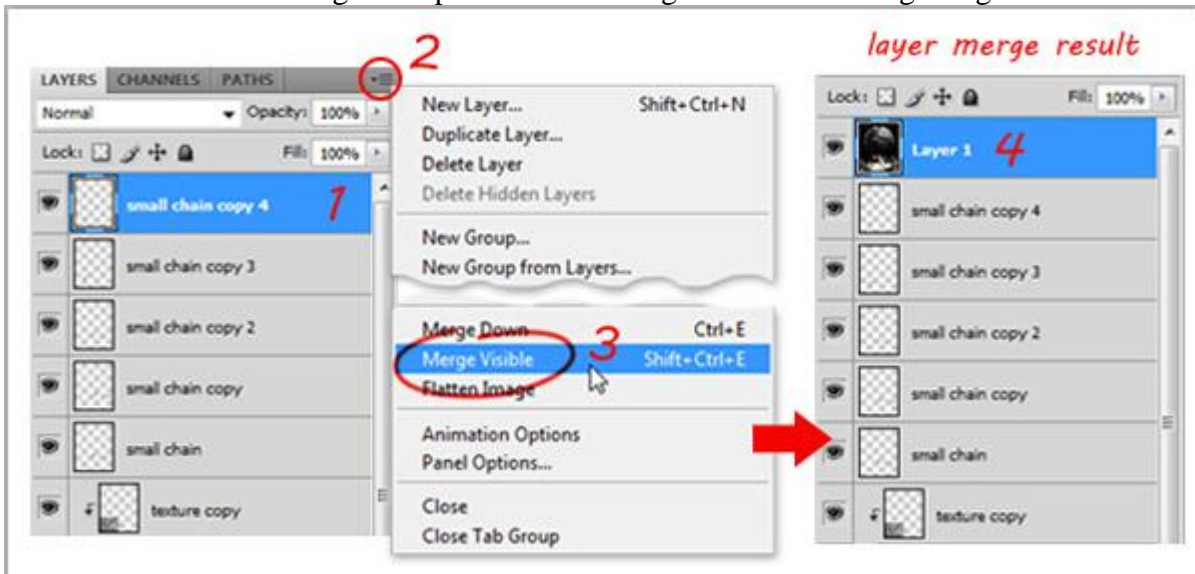 2
layer merge result
LAYERS CHANNELS PATHS
Normal Opacity: 100%
Lock: Fill: 100%
small chain copy 4 1
small chain copy 3
small chain copy 2
small chain copy
small chain
texture copy
New Layer... Shift+Ctrl+N
Duplicate Layer...
Delete Layer
Delete Hidden Layers
New Group...
New Group from Layers...
Merge Down Ctrl+E
Merge Visible 3 Shift+Ctrl+E
Flatten Image
Animation Options
Panel Options...
Close
Close Tab Group
Lock: Fill: 100%
Layer 1 4
small chain copy 4
small chain copy 3
small chain copy 2
small chain copy
small chain
texture copy